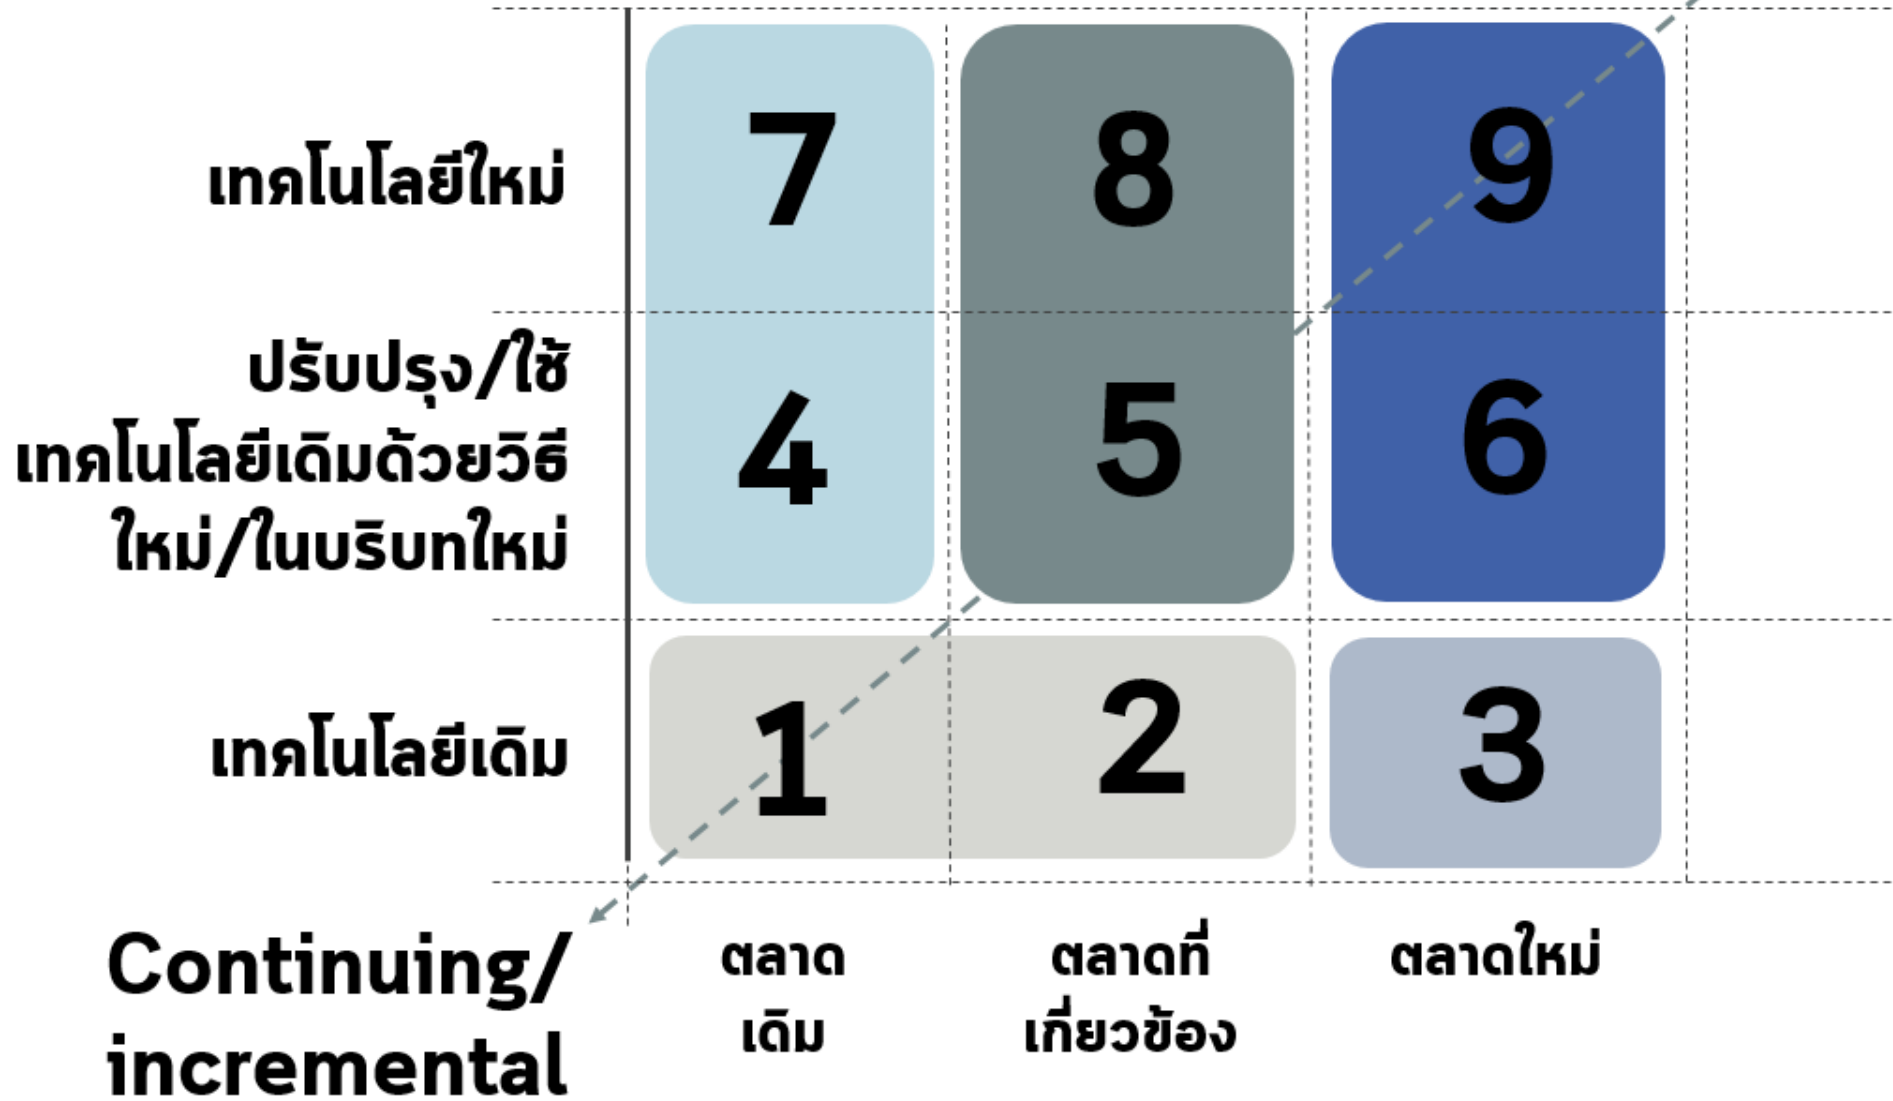 เทคโนโลยีใหม่
7
8
9
ปรับปรุง/ใช้
เทคโนโลยีเดิมด้วยวิธี
ใหม่/ในบริบทใหม่
4
5
6
เทคโนโลยีเดิม
1
2
3
Continuing/
incremental
ตลาด
เดิม
ตลาดที่
เกี่ยวข้อง
ตลาดใหม่